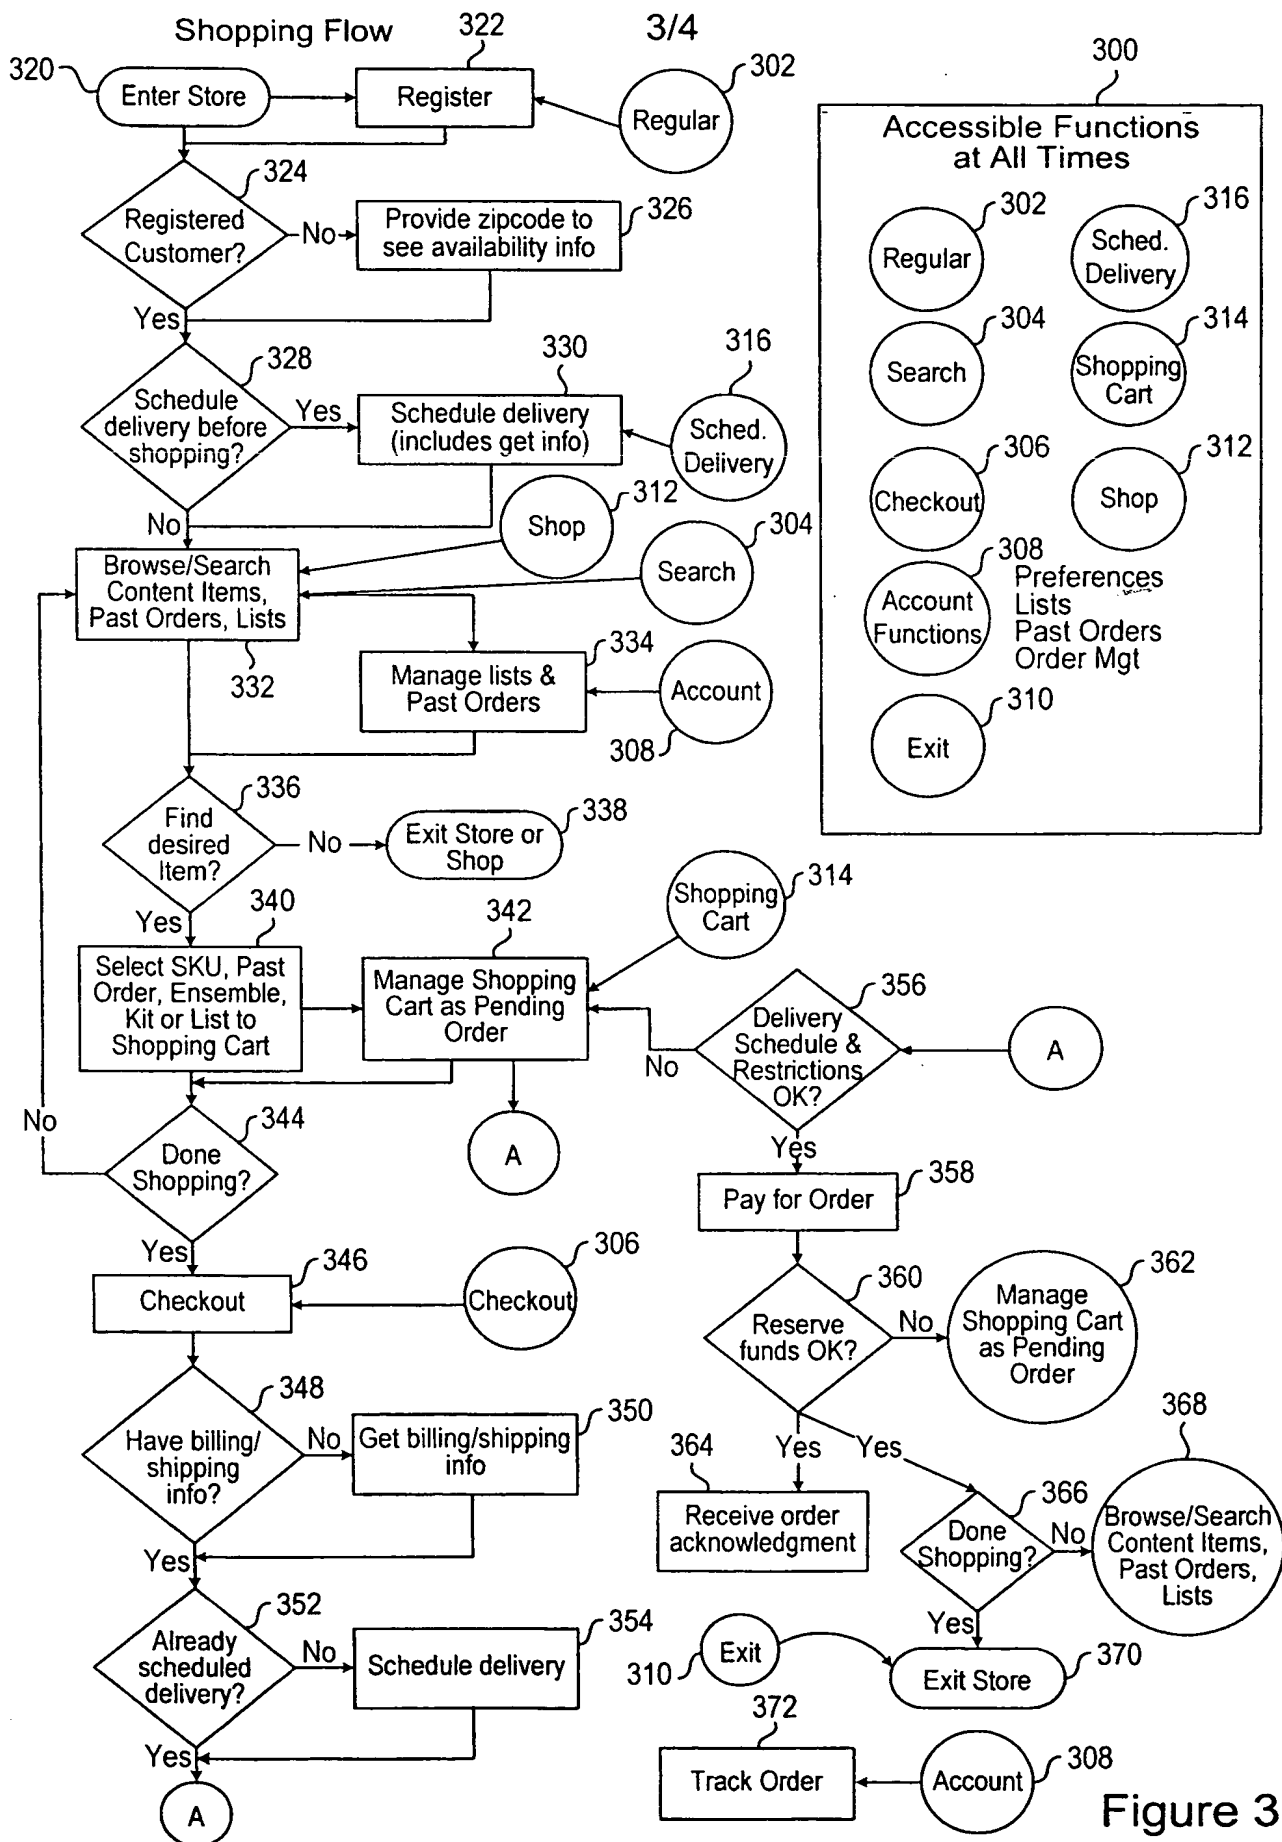 Shopping Flow
3/4
320
Enter Store
322
Register
302
Regular
324
Registered
Customer?
No
326
Provide zipcode to
see availability info
Yes
328
Schedule
delivery before
shopping?
Yes
330
Schedule delivery
(includes get info)
316
Sched.
Delivery
No
312
Shop
304
Search
Browse/Search
Content Items,
Past Orders, Lists
332
334
Manage lists &
Past Orders
Account
308
336
Find
desired
Item?
No
338
Exit Store or
Shop
Yes
340
Select SKU, Past
Order, Ensemble,
Kit or List to
Shopping Cart
342
Manage Shopping
Cart as Pending
Order
314
Shopping
Cart
No
344
Done
Shopping?
A
Yes
346
Checkout
306
Checkout
348
Have billing/
shipping
info?
No
350
Get billing/shipping
info
Yes
352
Already
scheduled
delivery?
No
354
Schedule delivery
Yes
A
300
Accessible Functions
at All Times
302
Regular
316
Sched.
Delivery
304
Search
314
Shopping
Cart
306
Checkout
312
Shop
308
Account
Functions
Preferences
Lists
Past Orders
Order Mgt
310
Exit
356
Delivery
Schedule &
Restrictions
OK?
No
A
Yes
358
Pay for Order
360
Reserve
funds OK?
No
362
Manage
Shopping Cart
as Pending
Order
Yes
Yes
364
Receive order
acknowledgment
366
Done
Shopping?
No
368
Browse/Search
Content Items,
Past Orders,
Lists
Yes
310
Exit
Exit Store
370
372
Track Order
Account
308
Figure 3